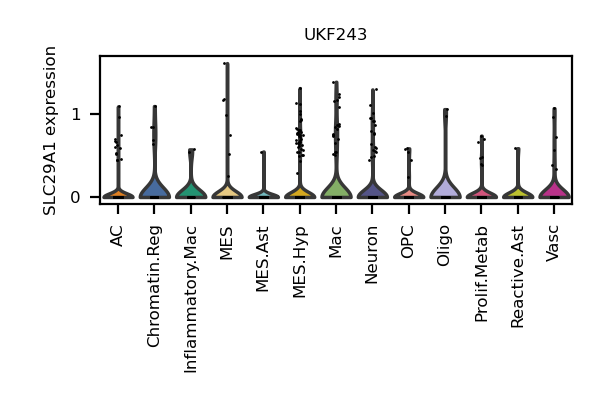 UKF243
SLC29A1 expression
1
0
AC
Chromatin.Reg
Inflammatory.Mac
MES
MES.Ast
MES.Hyp
Mac
Neuron
OPC
Oligo
Prolif.Metab
Reactive.Ast
Vasc